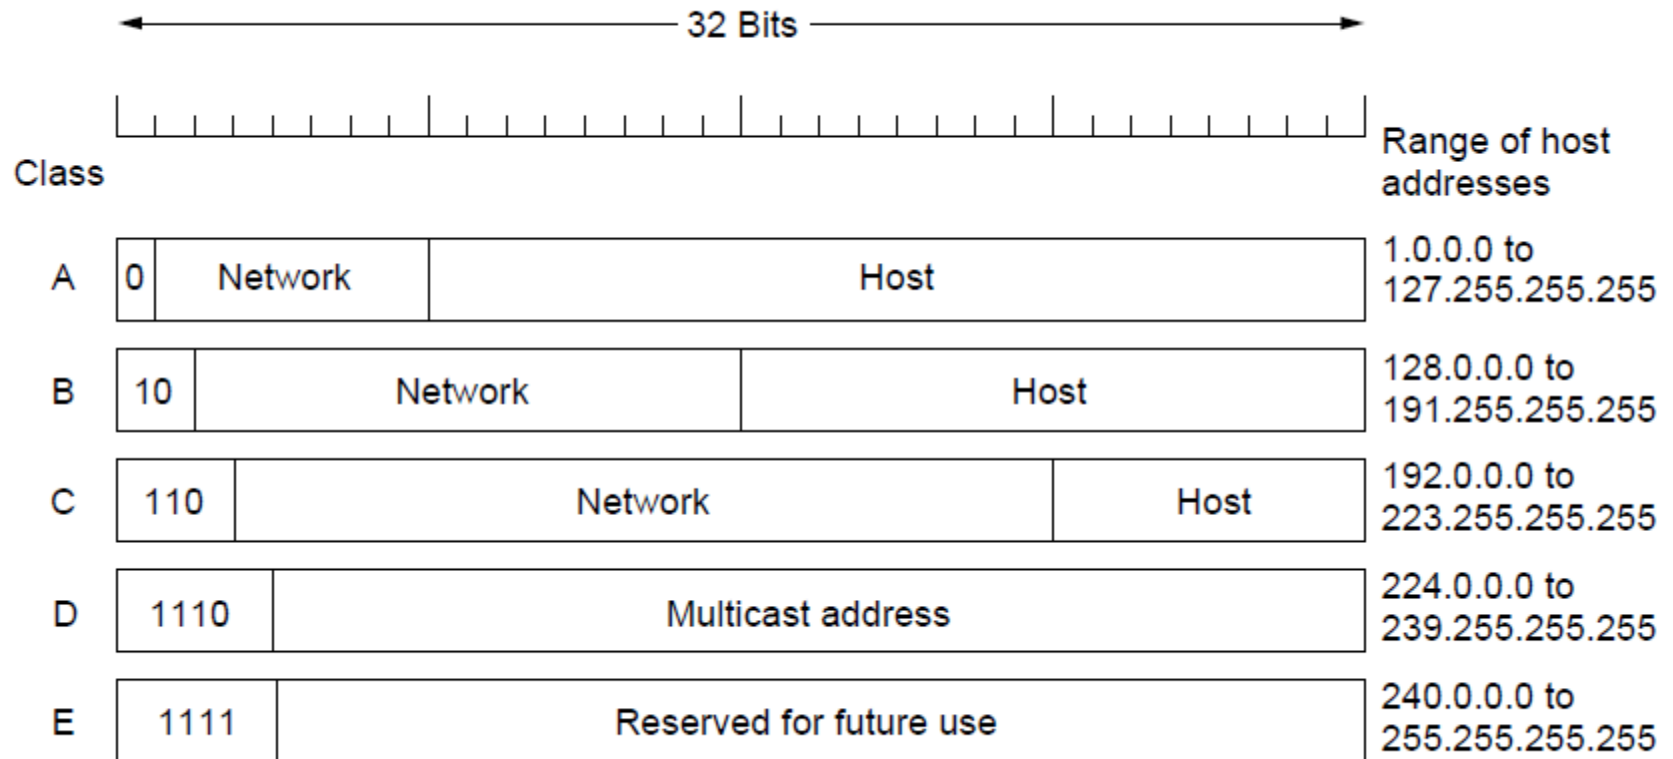 32 Bits
Range of host
addresses
Class
A 0 Network Host 1.0.0.0 to
127.255.255.255
B 10 Network Host 128.0.0.0 to
191.255.255.255
C 110 Network Host 192.0.0.0 to
223.255.255.255
D 1110 Multicast address 224.0.0.0 to
239.255.255.255
E 1111 Reserved for future use 240.0.0.0 to
255.255.255.255